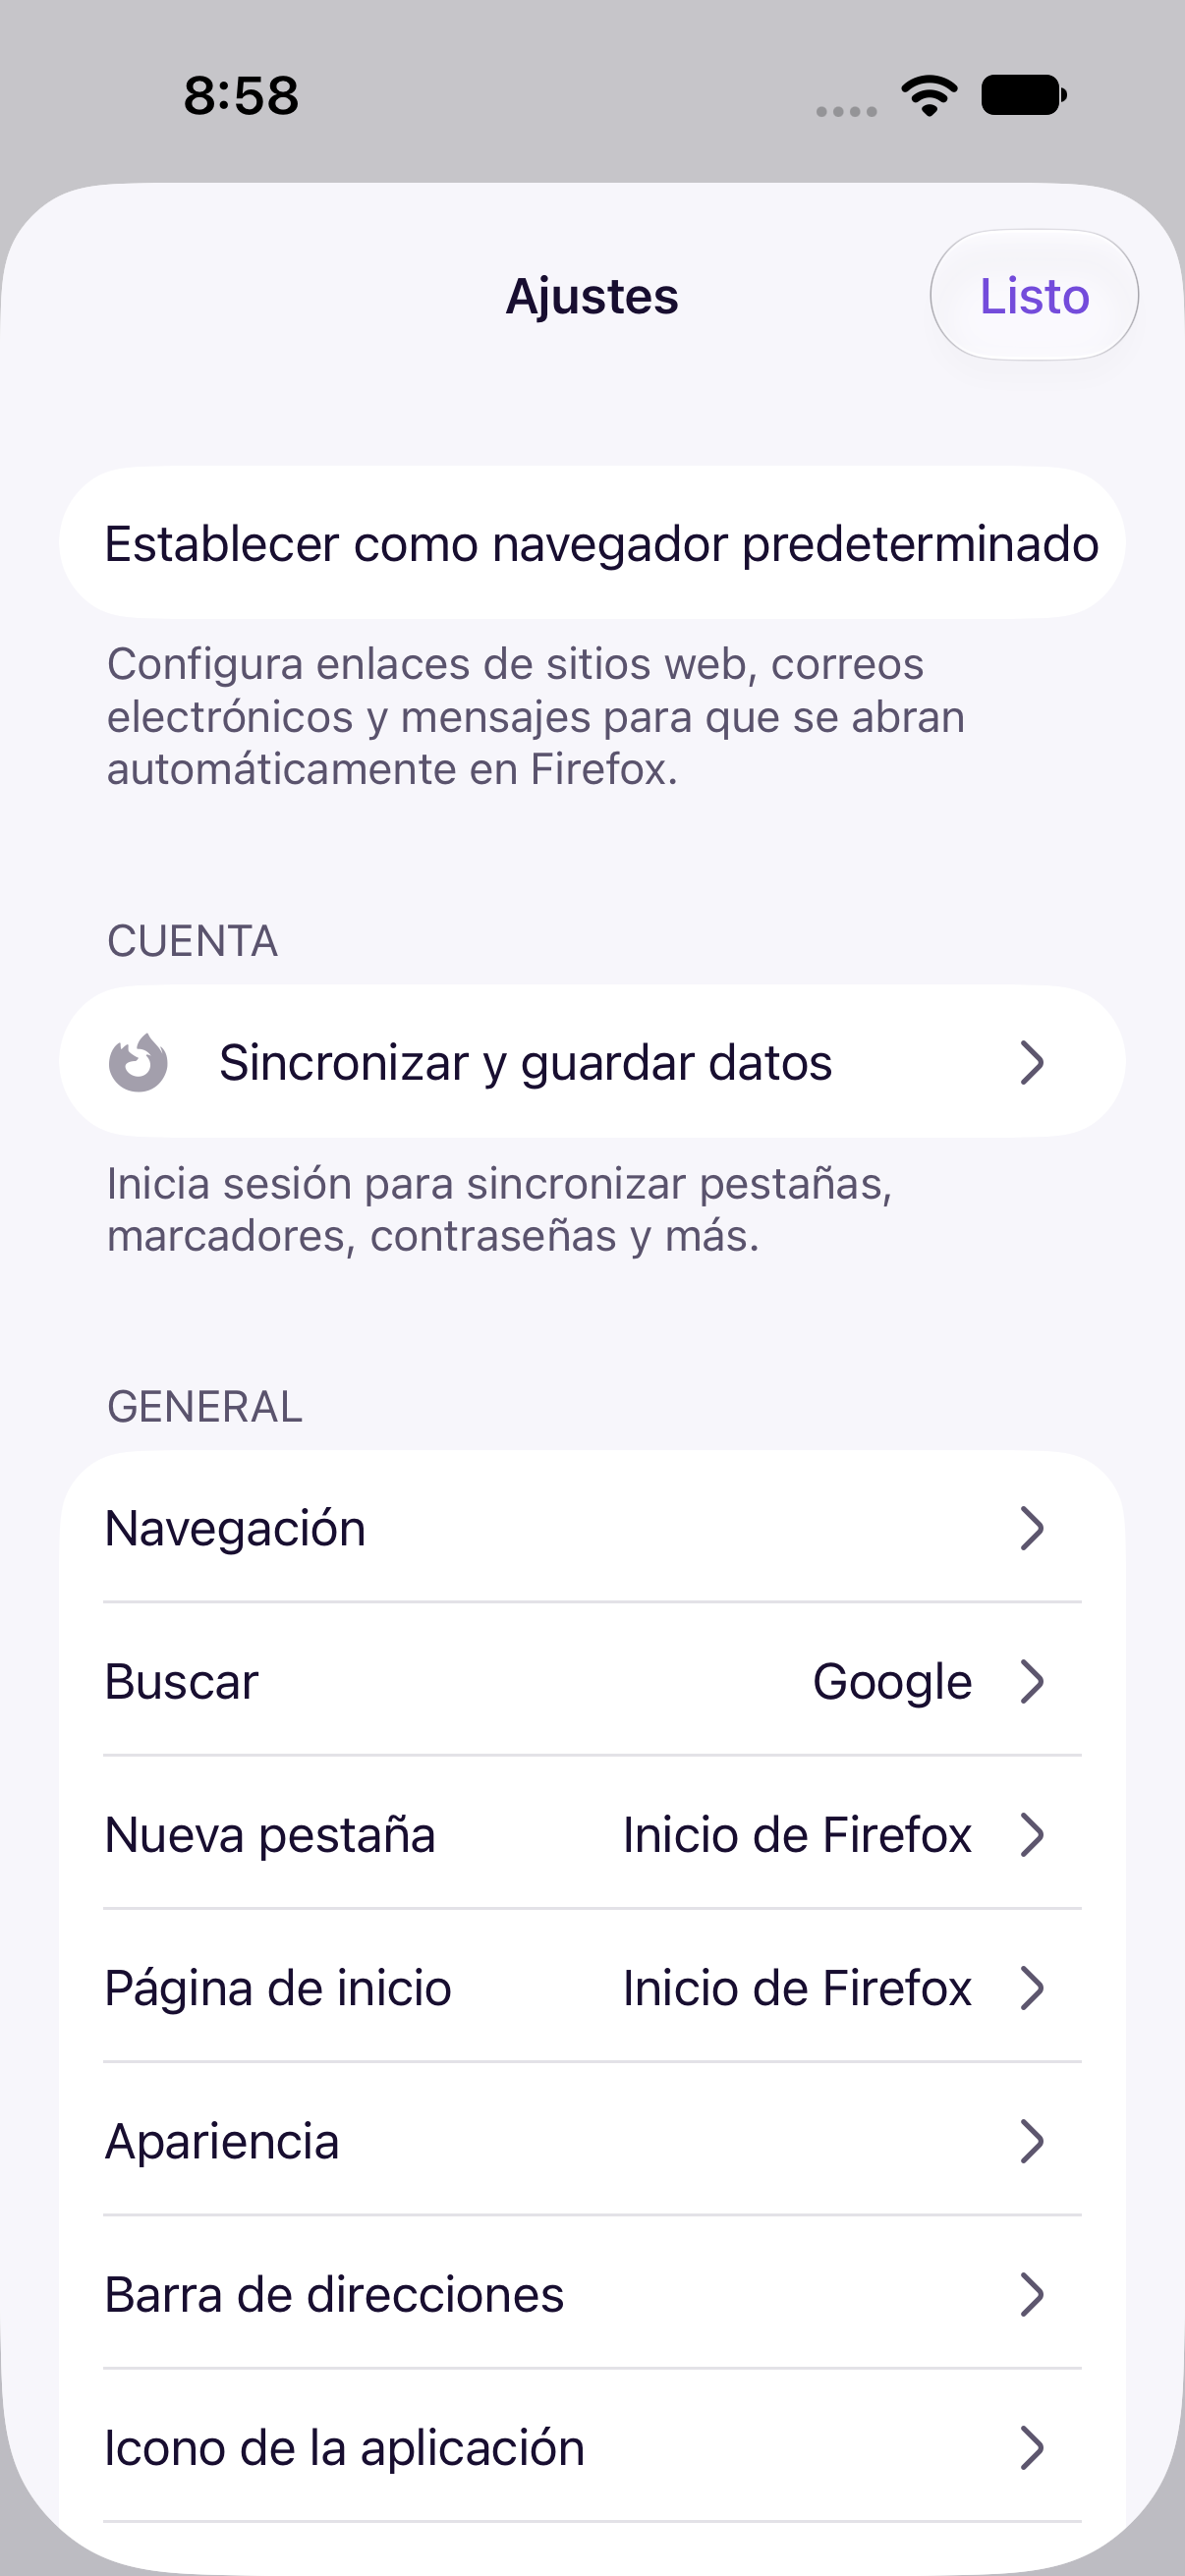 8:58
Ajustes
Listo
Establecer como navegador predeterminado
Configura enlaces de sitios web, correos
electrónicos y mensajes para que se abran
automáticamente en Firefox.
CUENTA
Sincronizar y guardar datos
Inicia sesión para sincronizar pestañas,
marcadores, contraseñas y más.
GENERAL
Navegación
Buscar Google
Nueva pestaña Inicio de Firefox
Página de inicio Inicio de Firefox
Apariencia
Barra de direcciones
Icono de la aplicación